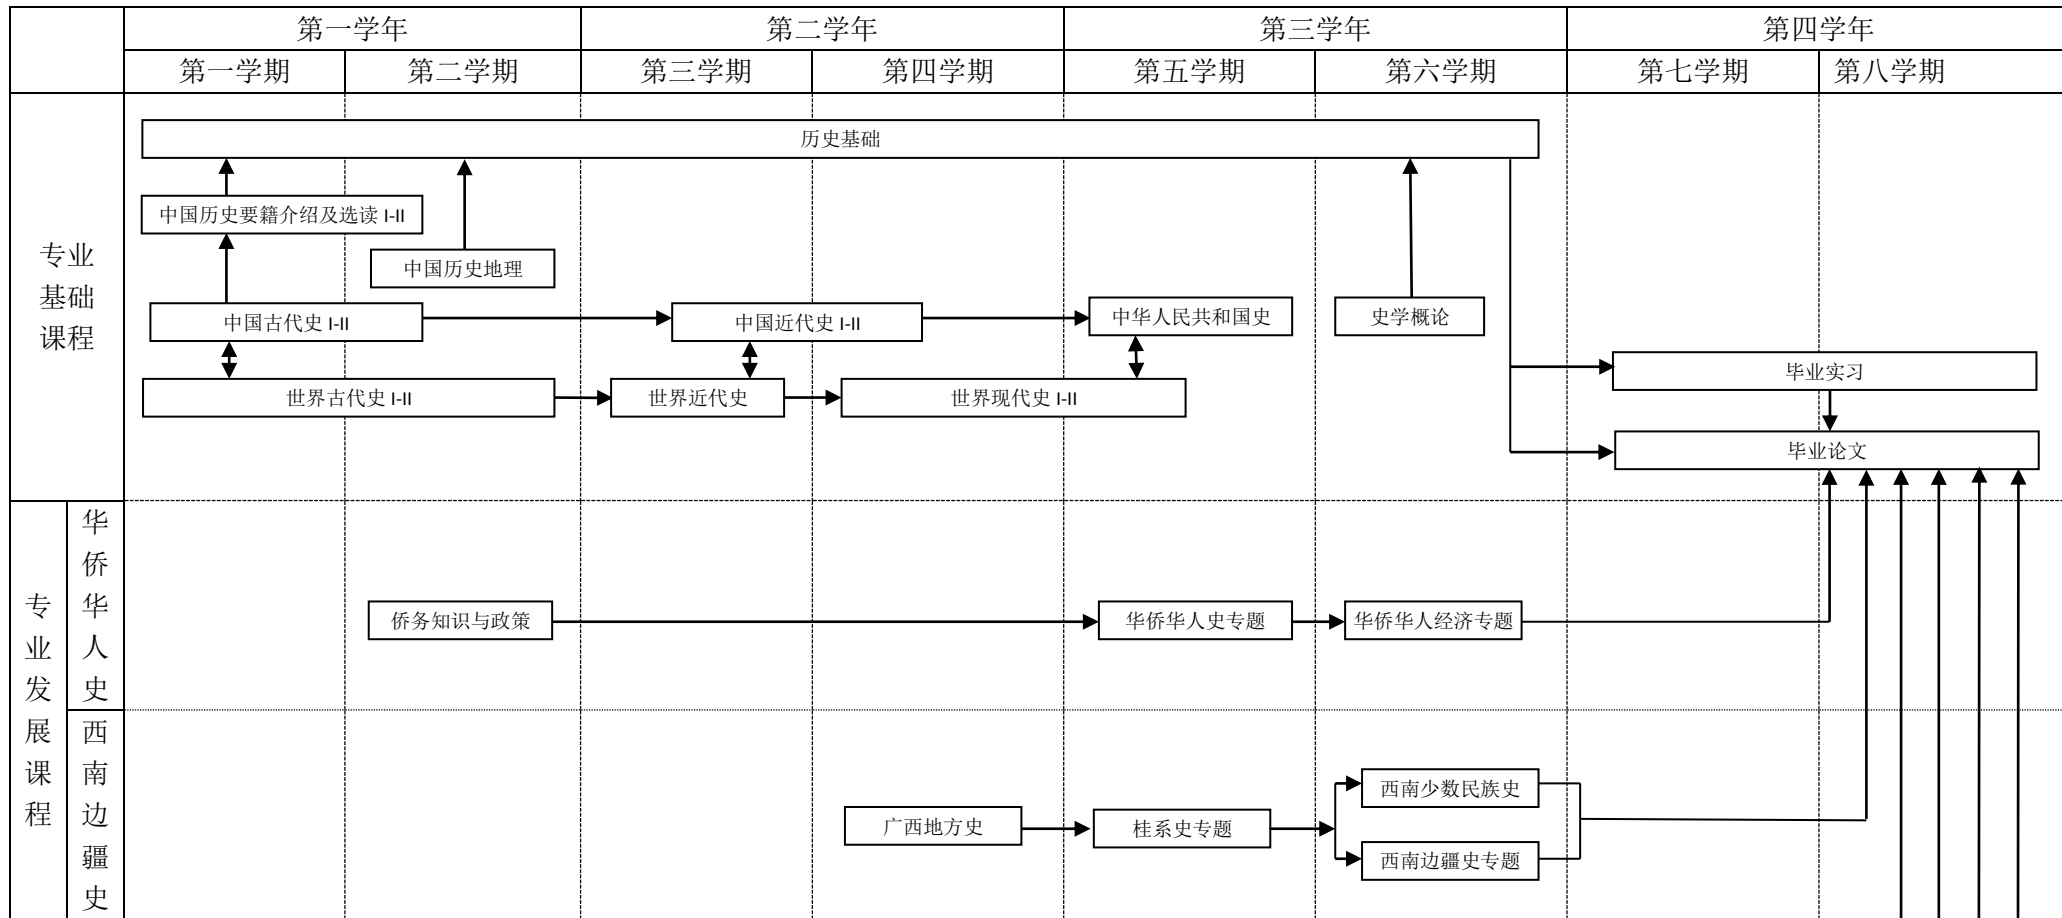 第一学年
第二学年
第三学年
第四学年
第一学期
第二学期
第三学期
第四学期
第五学期
第六学期
第七学期
第八学期
专业
基础
课程
历史基础
中国历史要籍介绍及选读 I-II
中国历史地理
中国古代史 I-II
中国近代史 I-II
中华人民共和国史
史学概论
世界古代史 I-II
世界近代史
世界现代史 I-II
毕业实习
毕业论文
专
业
发
展
课
程
华
侨
华
人
史
侨务知识与政策
华侨华人史专题
华侨华人经济专题
西
南
边
疆
史
广西地方史
桂系史专题
西南少数民族史
西南边疆史专题